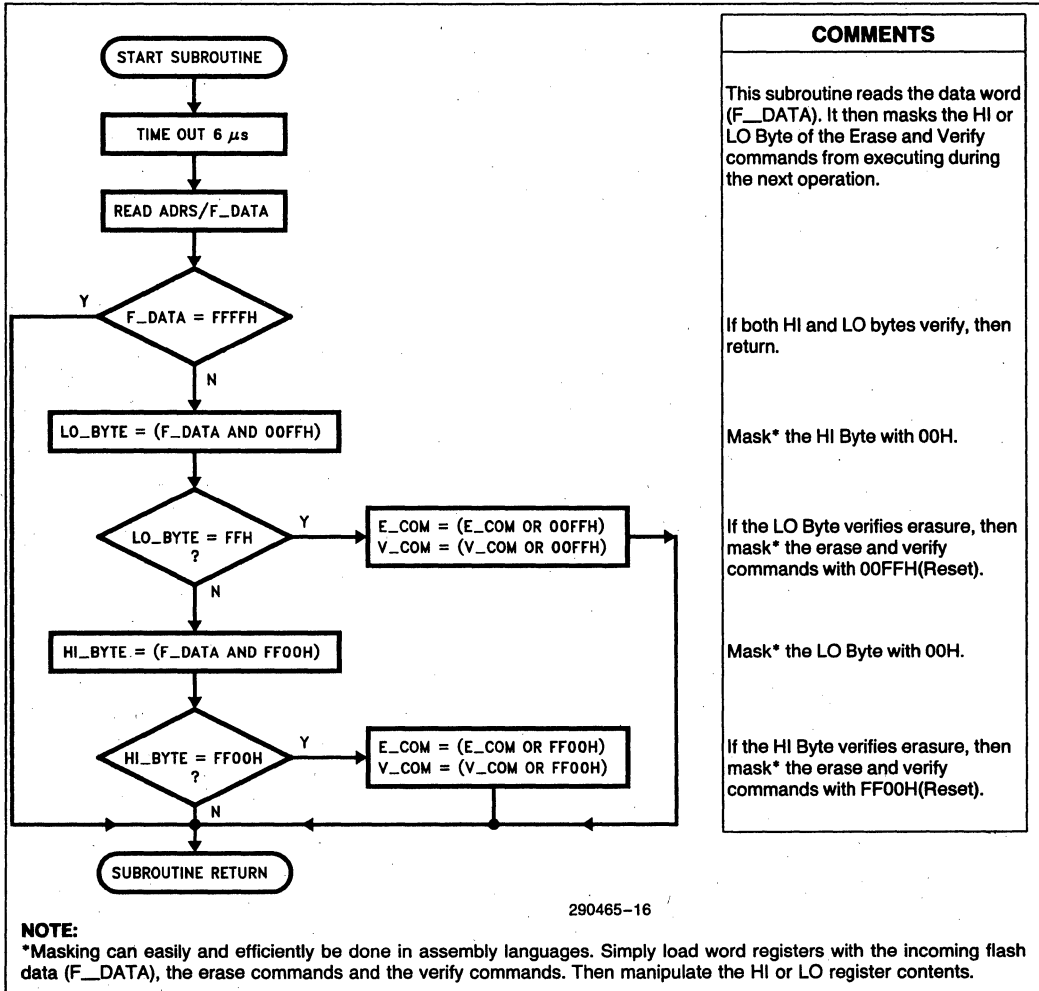 START SUBROUTINE
TIME OUT 6 μs
READ ADRS/F_DATA
Y
F_DATA = FFFFH
N
LO_BYTE = (F_DATA AND 00FFH)
LO_BYTE = FFH
?
Y
N
E_COM = (E_COM OR 00FFH)
V_COM = (V_COM OR 00FFH)
HI_BYTE = (F_DATA AND FF00H)
HI_BYTE = FF00H
?
Y
N
E_COM = (E_COM OR FF00H)
V_COM = (V_COM OR FF00H)
SUBROUTINE RETURN
COMMENTS
This subroutine reads the data word
(F__DATA). It then masks the HI or
LO Byte of the Erase and Verify
commands from executing during
the next operation.
If both HI and LO bytes verify, then
return.
Mask* the HI Byte with 00H.
If the LO Byte verifies erasure, then
mask* the erase and verify
commands with 00FFH(Reset).
Mask* the LO Byte with 00H.
If the HI Byte verifies erasure, then
mask* the erase and verify
commands with FF00H(Reset).
290465–16
NOTE:
*Masking can easily and efficiently be done in assembly languages. Simply load word registers with the incoming flash
data (F__DATA), the erase commands and the verify commands. Then manipulate the HI or LO register contents.